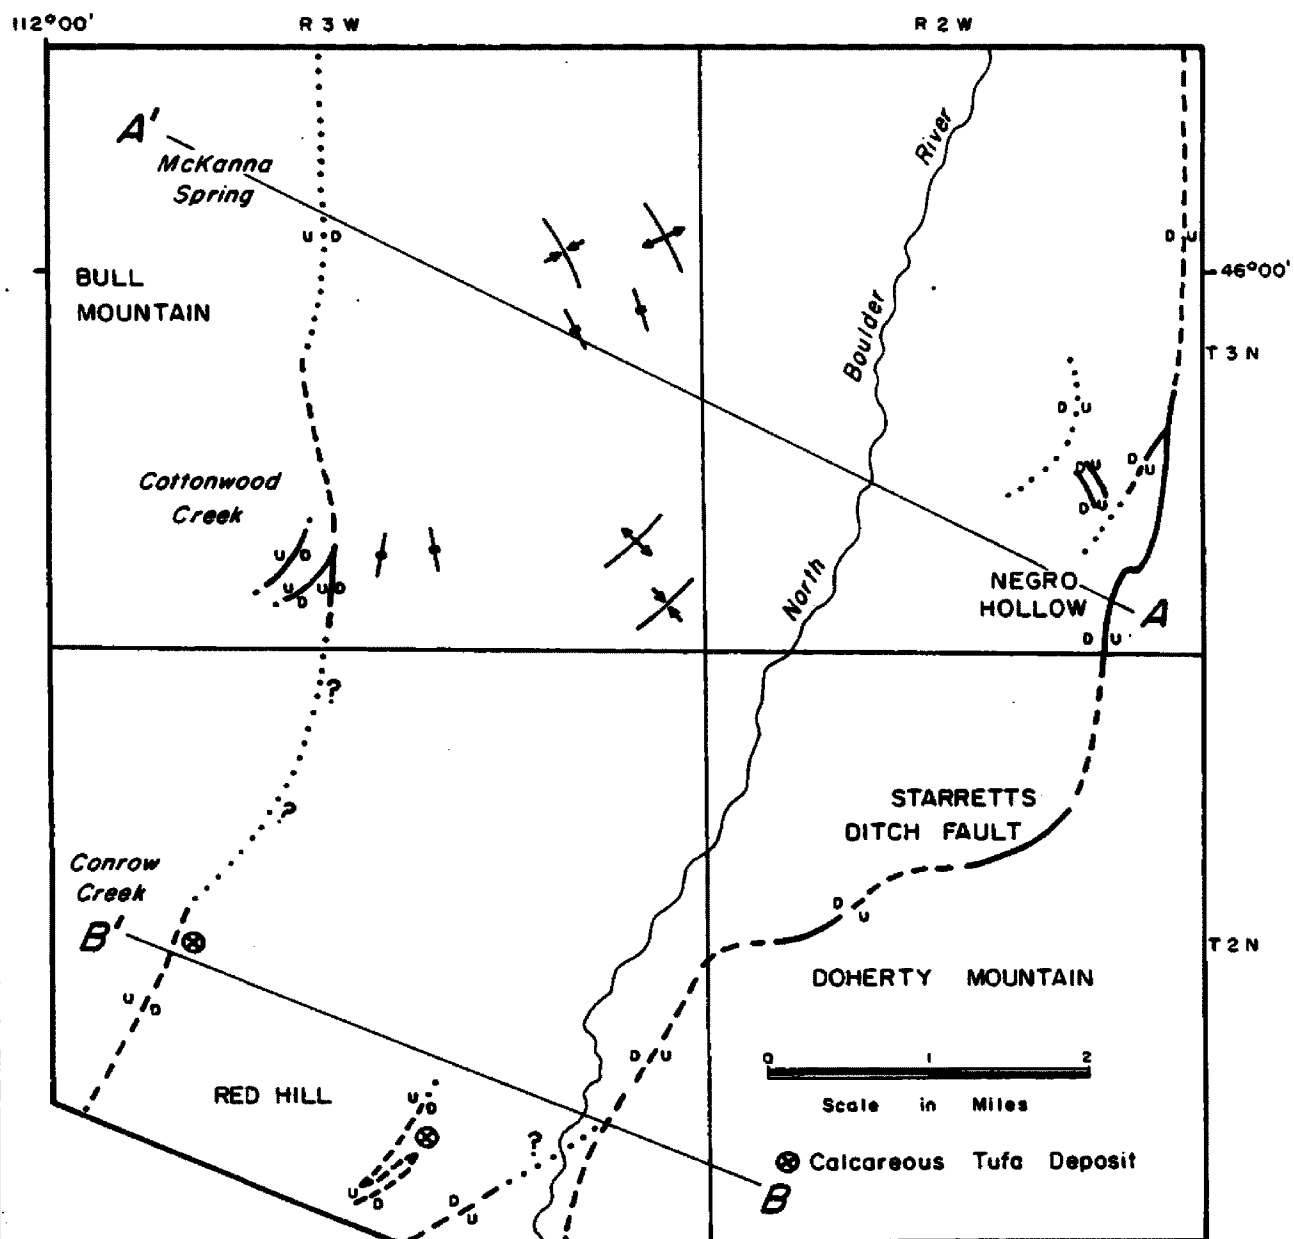 112°00'
R 3 W
R 2 W
A'
McKanna
Spring
River
U D
D U
BULL
MOUNTAIN
46°00'
Boulder
T 3 N
D U
D U
D U
D U
Cottonwood
Creek
U D
U D
U D
North
NEGRO
HOLLOW
A
D U
?
?
STARRETTS
DITCH FAULT
Conrow
Creek
B'
D U
T 2 N
DOHERTY MOUNTAIN
U D
D U
0 1 2
Scale in Miles
RED HILL
U D
?
Calcareous Tufa Deposit
U D
D U
B